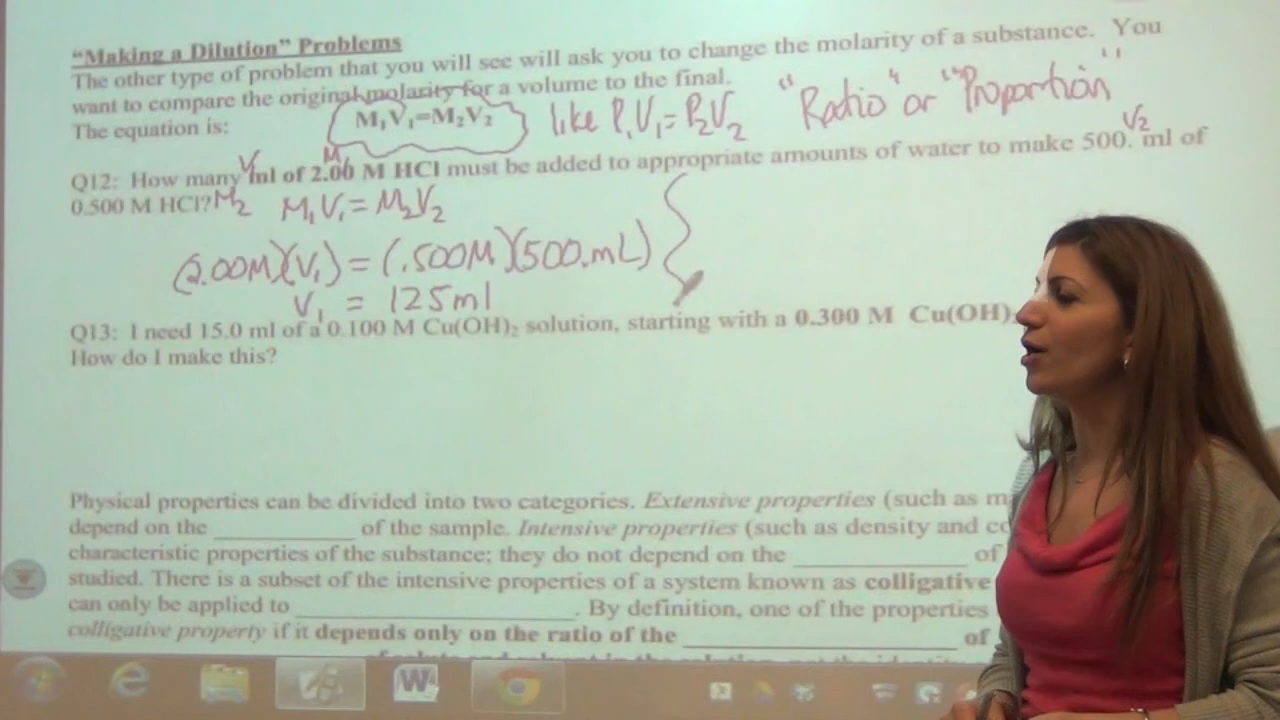 "Making a Dilution" Problems
The other type of problem that you will see will ask you to change the molarity of a substance. You
want to compare the original molarity for a volume to the final.
The equation is: M₁V₁=M₂V₂ like P₁V₁=P₂V₂ "Ratio" or "Proportion"
V₁ M₁ V₂
Q12: How many ml of 2.00 M HCl must be added to appropriate amounts of water to make 500. ml of
0.500 M HCl? M₂ M₁V₁=M₂V₂
(2.00M)(V₁) = (.500M)(500.mL)
V₁ = 125ml
Q13: I need 15.0 ml of a 0.100 M Cu(OH)₂ solution, starting with a 0.300 M Cu(OH)
How do I make this?
Physical properties can be divided into two categories. Extensive properties (such as
depend on the ____________ of the sample. Intensive properties (such as density and
characteristic properties of the substance; they do not depend on the ____________ of
studied. There is a subset of the intensive properties of a system known as colligative
can only be applied to ____________. By definition, one of the properties
colligative property if it depends only on the ratio of the ____________ of
W